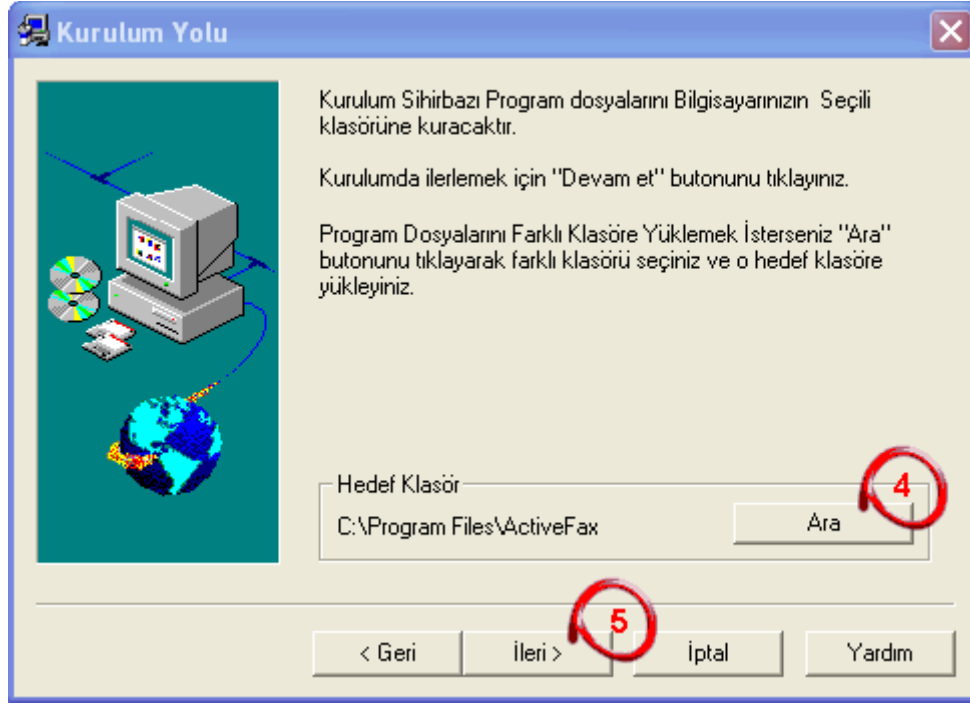 Kurulum Yolu
Kurulum Sihirbazı Program dosyalarını Bilgisayarınızın Seçili
klasörüne kuracaktır.
Kurulumda ilerlemek için "Devam et" butonunu tıklayınız.
Program Dosyalarını Farklı Klasöre Yüklemek İsterseniz "Ara"
butonunu tıklayarak farklı klasörü seçiniz ve o hedef klasöre
yükleyiniz.
Hedef Klasör
4
C:\Program Files\ActiveFax
Ara
5
< Geri
İleri >
İptal
Yardım